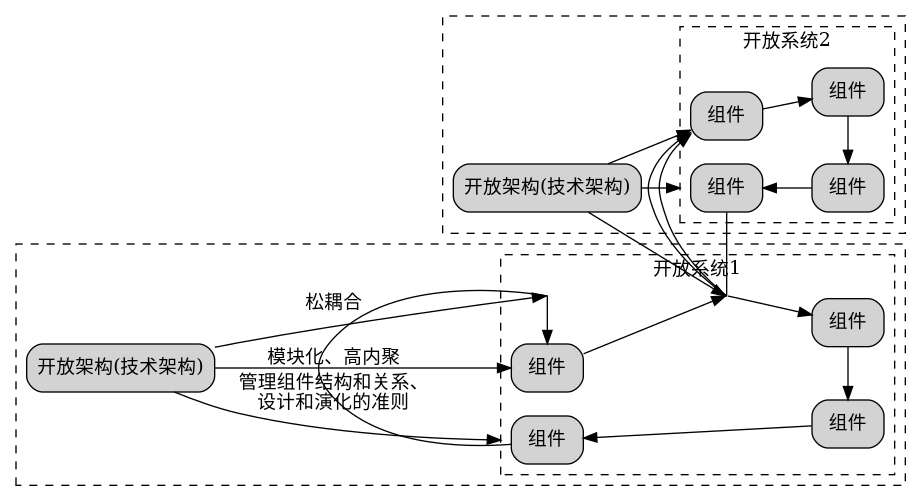 开放系统2
组件
组件
开放架构(技术架构)
组件
组件
开放系统1
松耦合
组件
模块化、高内聚
开放架构(技术架构)
组件
管理组件结构和关系、
设计和演化的准则
组件
组件